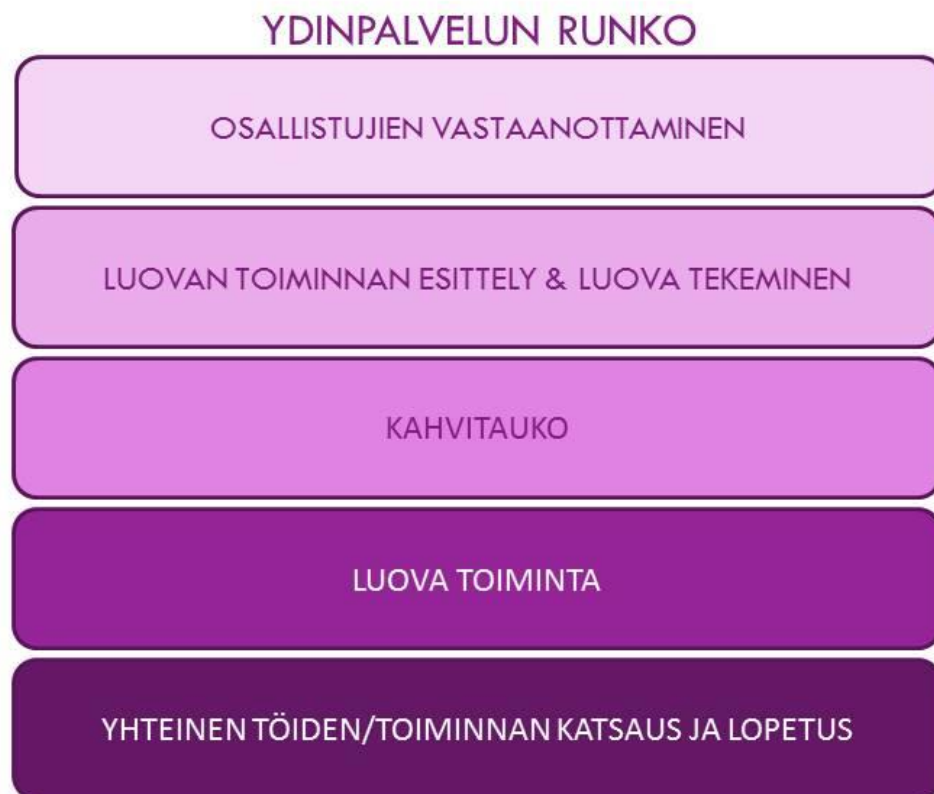 YDINPALVELUN RUNKO
OSALLISTUJIEN VASTAANOTTAMINEN
LUOVAN TOIMINNAN ESITTELY & LUOVA TEKEMINEN
KAHVITAUKO
LUOVA TOIMINTA
YHTEINEN TÖIDEN/TOIMINNAN KATSAUS JA LOPETUS